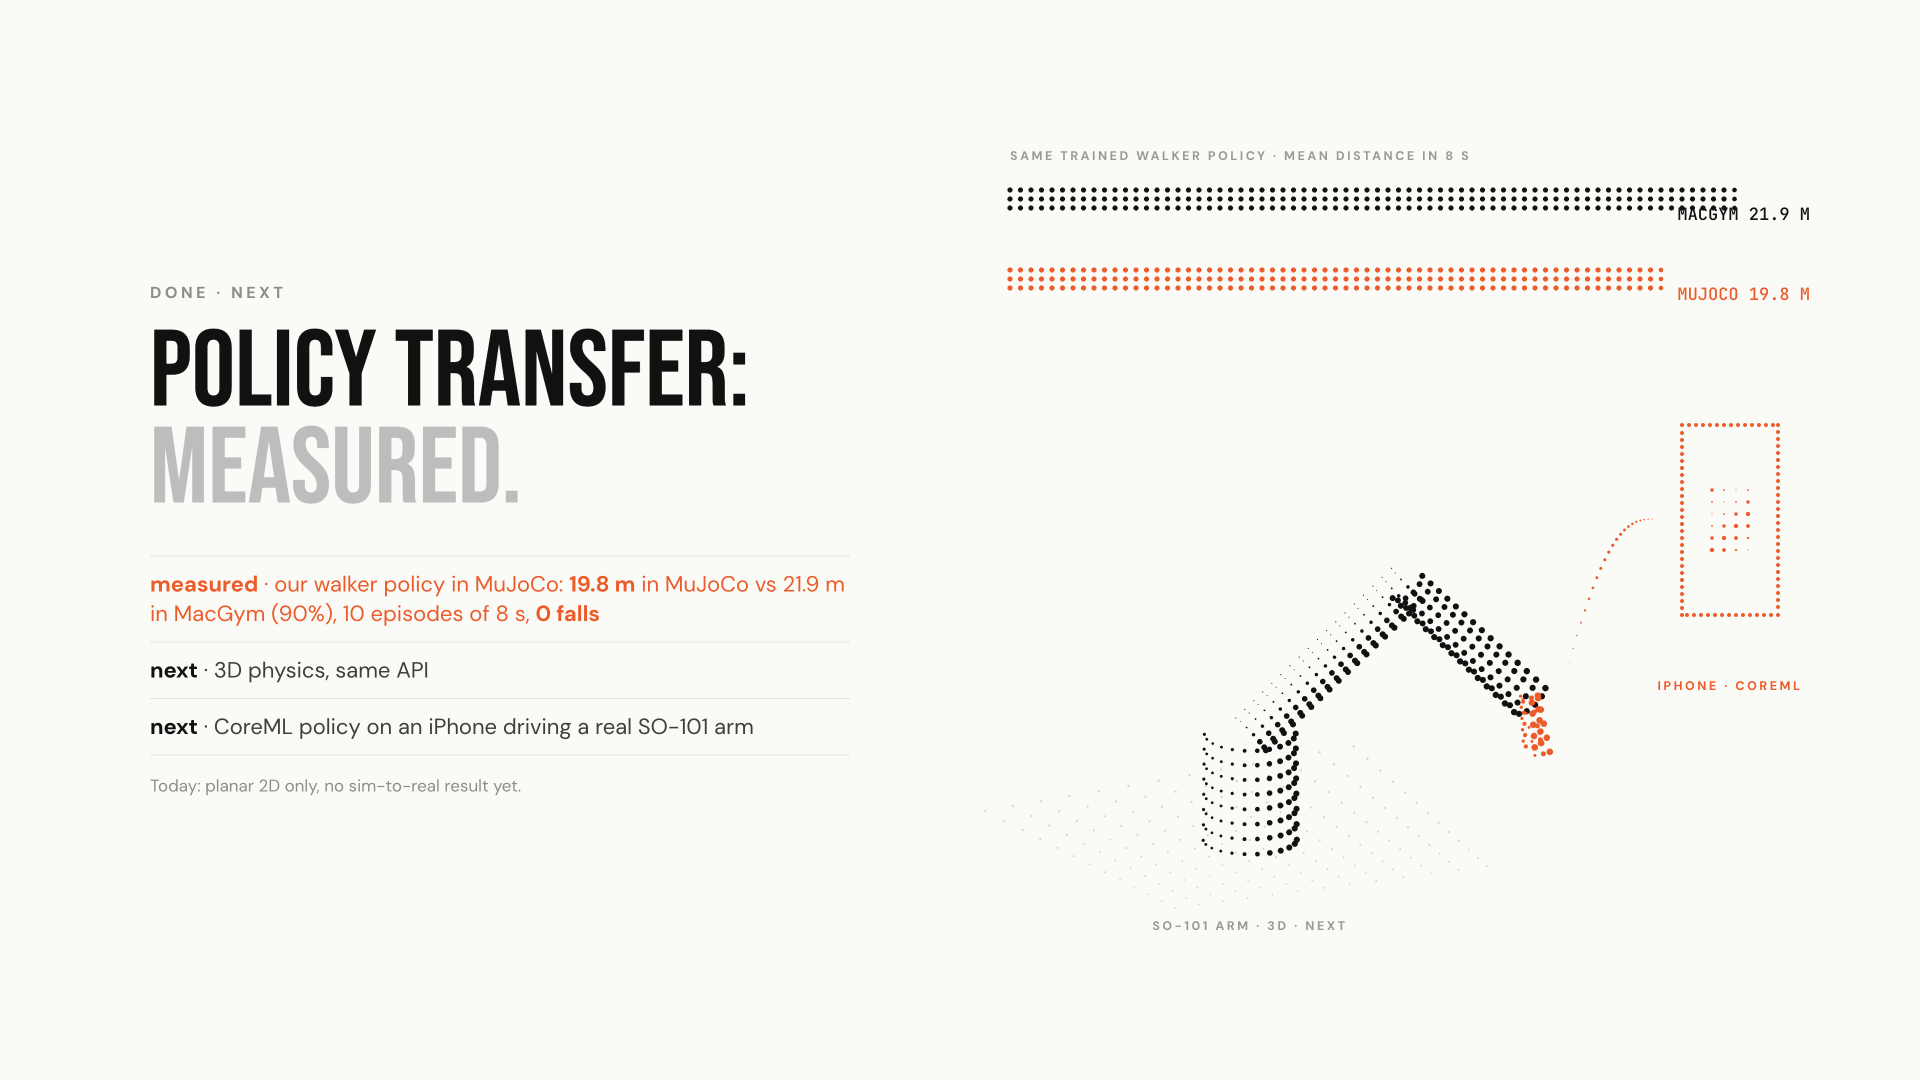 DONE · NEXT
POLICY TRANSFER:
MEASURED.
measured · our walker policy in MuJoCo: 19.8 m in MuJoCo vs 21.9 m
in MacGym (90%), 10 episodes of 8 s, 0 falls
next · 3D physics, same API
next · CoreML policy on an iPhone driving a real SO-101 arm
Today: planar 2D only, no sim-to-real result yet.
SAME TRAINED WALKER POLICY · MEAN DISTANCE IN 8 S
MACGYM 21.9 M
MUJOCO 19.8 M
IPHONE · COREML
SO-101 ARM · 3D · NEXT